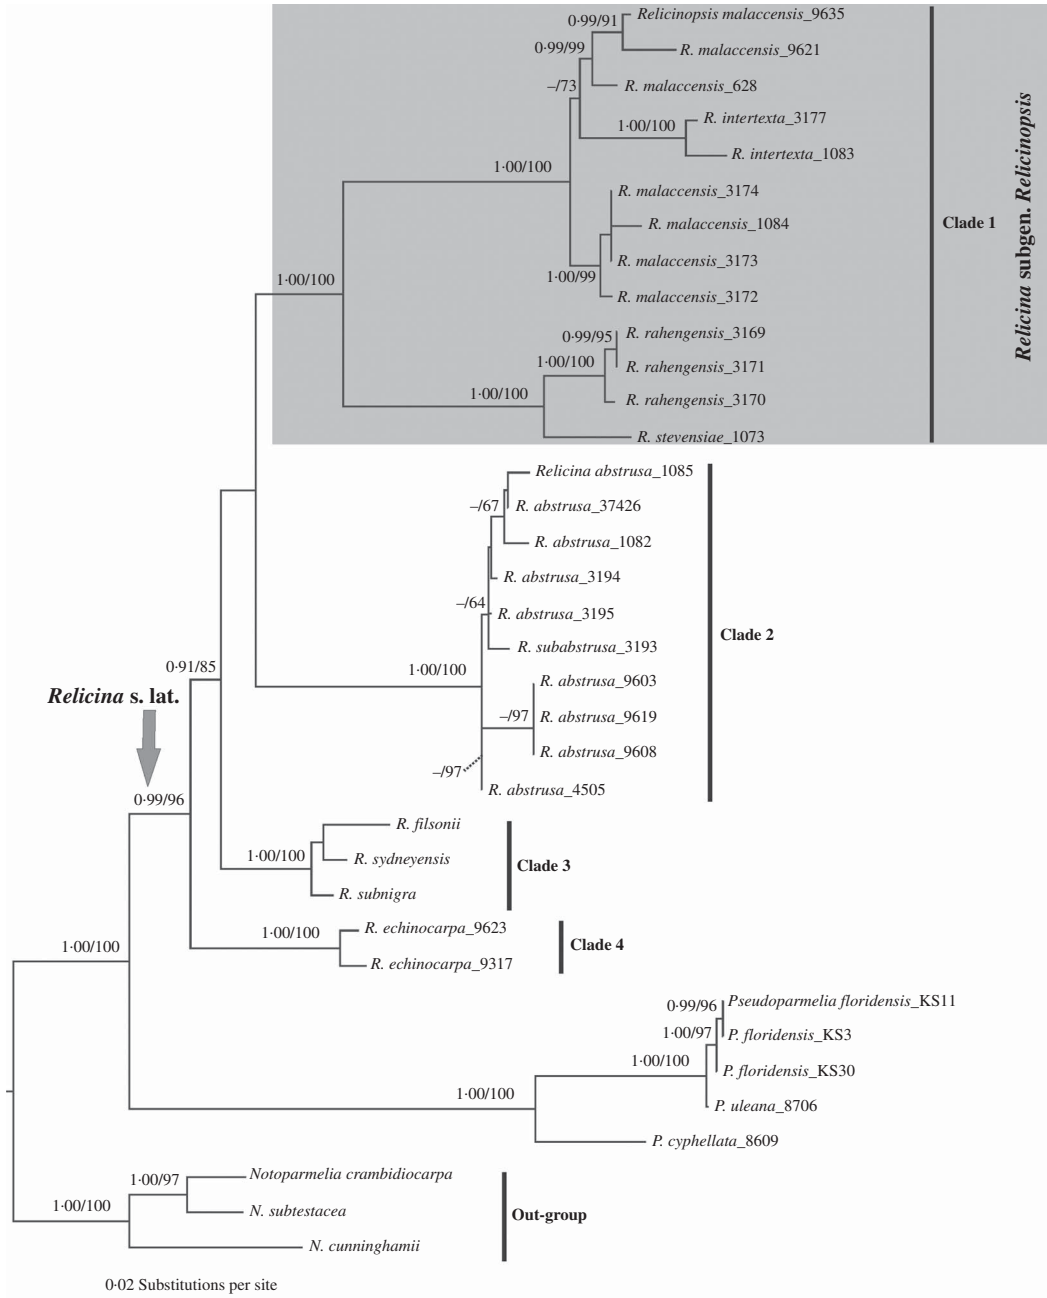 0·99/91
Relicinopsis malaccensis_9635
0·99/99
R. malaccensis_9621
–/73
R. malaccensis_628
1·00/100
R. intertexta_3177
R. intertexta_1083
1·00/100
R. malaccensis_3174
R. malaccensis_1084
Clade 1
Relicina subgen. Relicinopsis
R. malaccensis_3173
1·00/99
R. malaccensis_3172
1·00/100
0·99/95
R. rahengensis_3169
1·00/100
R. rahengensis_3171
1·00/100
R. rahengensis_3170
R. stevensiae_1073
Relicina abstrusa_1085
–/67
R. abstrusa_37426
R. abstrusa_1082
R. abstrusa_3194
–/64
R. abstrusa_3195
Clade 2
R. subabstrusa_3193
1·00/100
0·91/85
R. abstrusa_9603
Relicina s. lat.
–/97
R. abstrusa_9619
R. abstrusa_9608
–/97
R. abstrusa_4505
0·99/96
R. filsonii
1·00/100
R. sydneyensis
Clade 3
R. subnigra
1·00/100
R. echinocarpa_9623
Clade 4
1·00/100
R. echinocarpa_9317
0·99/96
Pseudoparmelia floridensis_KS11
1·00/97
P. floridensis_KS3
1·00/100
P. floridensis_KS30
1·00/100
P. uleana_8706
P. cyphellata_8609
1·00/97
Notoparmelia crambidiocarpa
1·00/100
N. subtestacea
Out-group
N. cunninghamii
0·02 Substitutions per site